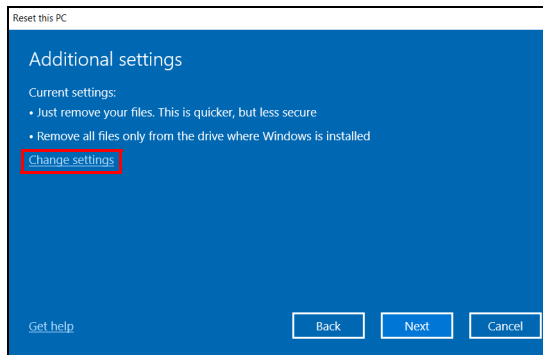 Reset this PC
Additional settings
Current settings:
• Just remove your files. This is quicker, but less secure
• Remove all files only from the drive where Windows is installed
Change settings
Get help
Back
Next
Cancel